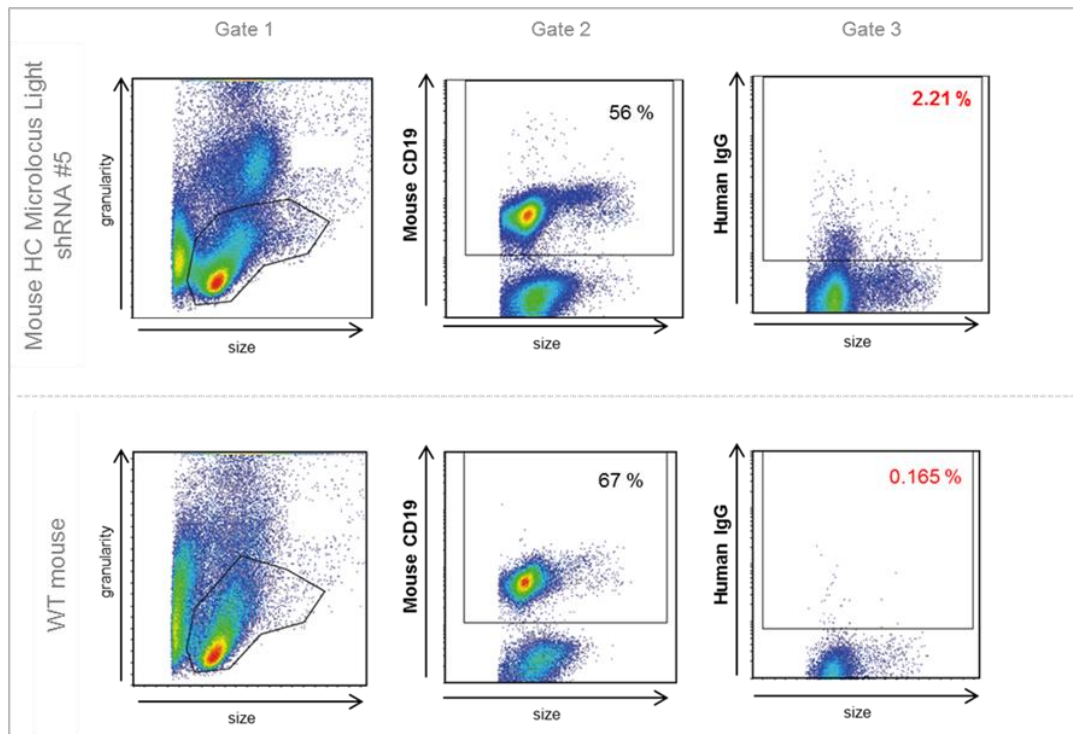 Gate 1
Gate 2
Gate 3
Mouse HC Microlocus Light
shRNA #5
granularity
size
Mouse CD19
56 %
size
Human IgG
2.21 %
size
WT mouse
granularity
size
Mouse CD19
67 %
size
Human IgG
0.165 %
size